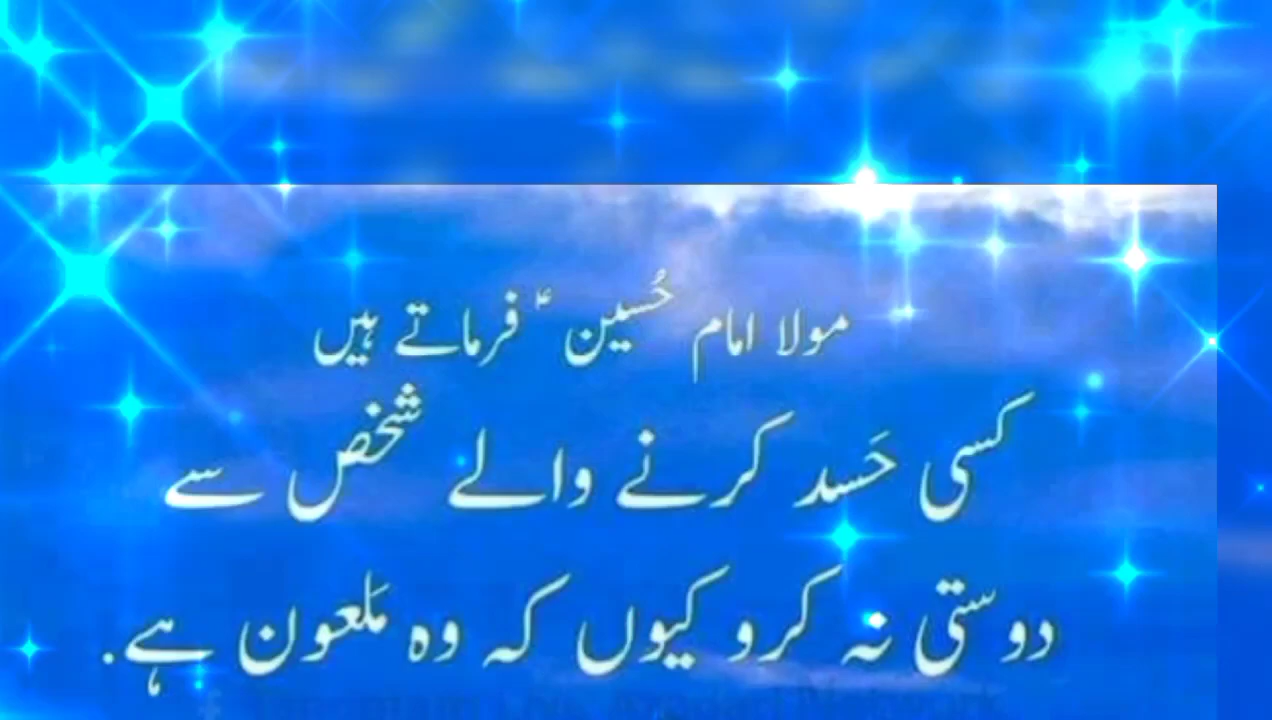 مولا امام حُسین ؑ فرماتے ہیں
کسی حَسد کرنے والے شخص سے
دوستی نہ کرو کیوں کہ وہ مَلعون ہے.